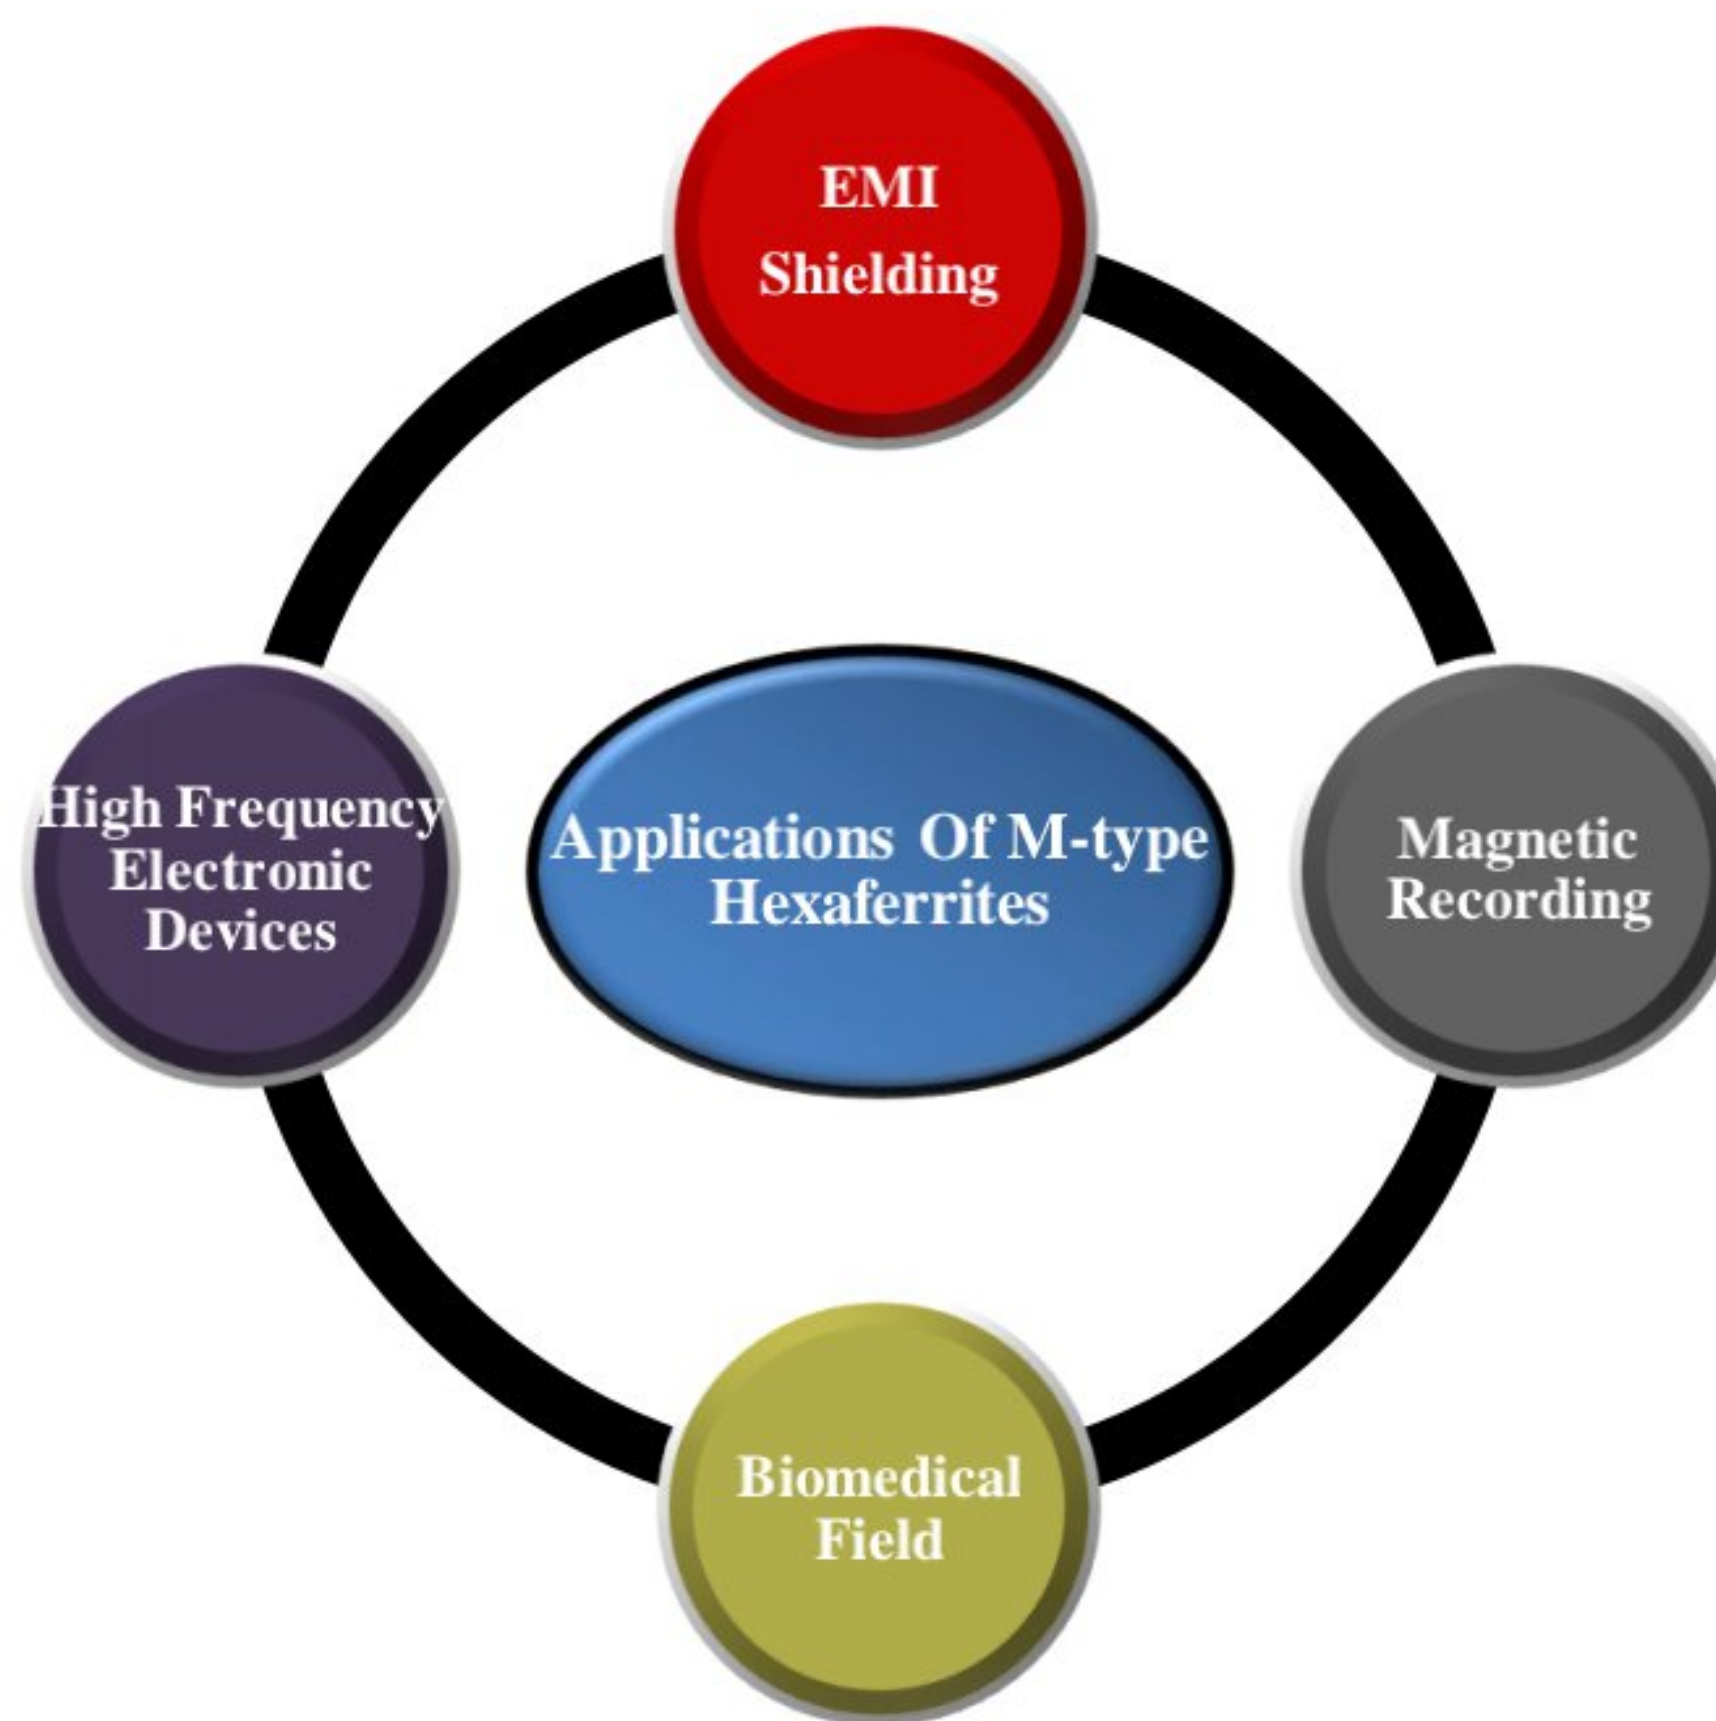 EMI
Shielding
High Frequency
Electronic
Devices
Applications Of M-type
Hexaferrites
Magnetic
Recording
Biomedical
Field